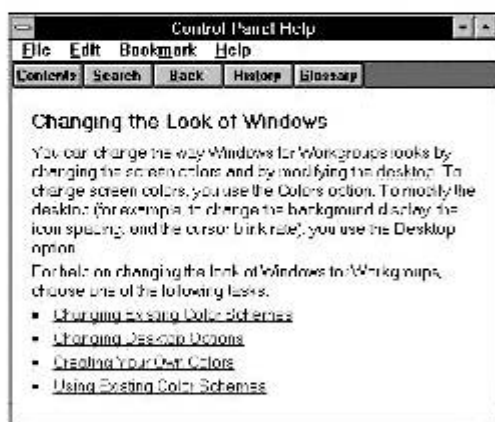 Control Panel Help
File Edit Bookmark Help
Contents Search Back History Glossary
Changing the Look of Windows
You can change the way Windows for Workgroups looks by
changing the screen colors and by modifying the desktop. To
change screen colors, you use the Colors option. To modify the
desktop (for example, to change the background display, the
icon spacing, and the cursor blink rate), you use the Desktop
option.
For help on changing the look of Windows for Workgroups,
choose one of the following tasks:
Changing Existing Color Schemes
Changing Desktop Options
Creating Your Own Colors
Using Existing Color Schemes